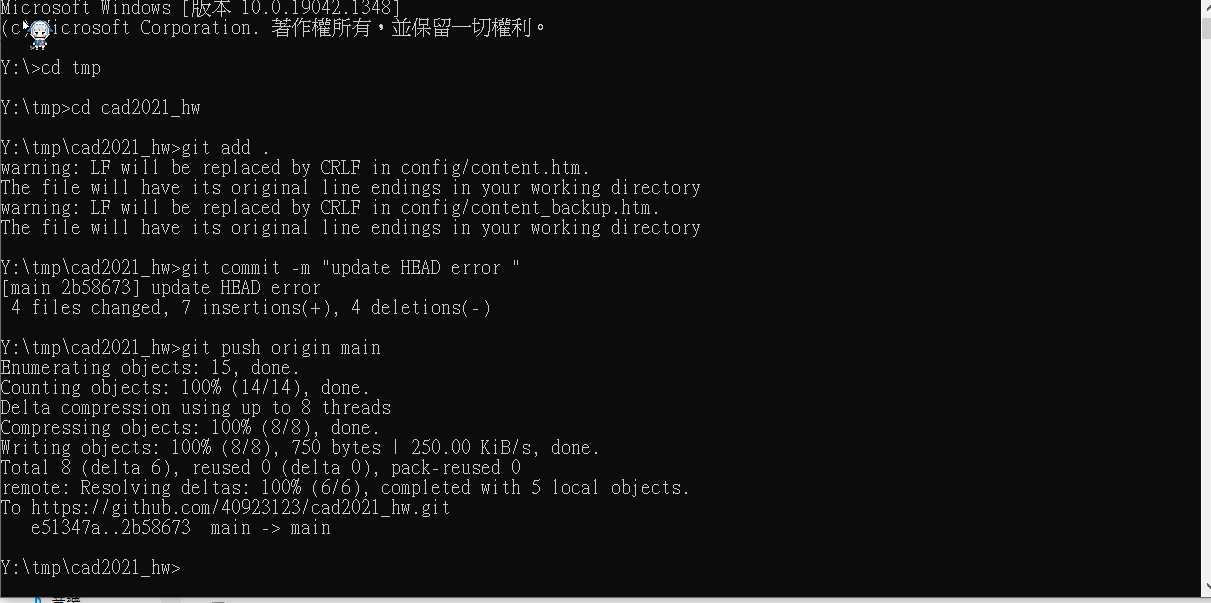 Microsoft Windows [版本 10.0.19042.1348]
(c) Microsoft Corporation. 著作權所有，並保留一切權利。
Y:\>cd tmp
Y:\tmp>cd cad2021_hw
Y:\tmp\cad2021_hw>git add .
warning: LF will be replaced by CRLF in config/content.htm.
The file will have its original line endings in your working directory
warning: LF will be replaced by CRLF in config/content_backup.htm.
The file will have its original line endings in your working directory
Y:\tmp\cad2021_hw>git commit -m "update HEAD error "
[main 2b58673] update HEAD error
 4 files changed, 7 insertions(+), 4 deletions(-)
Y:\tmp\cad2021_hw>git push origin main
Enumerating objects: 15, done.
Counting objects: 100% (14/14), done.
Delta compression using up to 8 threads
Compressing objects: 100% (8/8), done.
Writing objects: 100% (8/8), 750 bytes | 250.00 KiB/s, done.
Total 8 (delta 6), reused 0 (delta 0), pack-reused 0
remote: Resolving deltas: 100% (6/6), completed with 5 local objects.
To https://github.com/40923123/cad2021_hw.git
   e51347a..2b58673  main -> main
Y:\tmp\cad2021_hw>